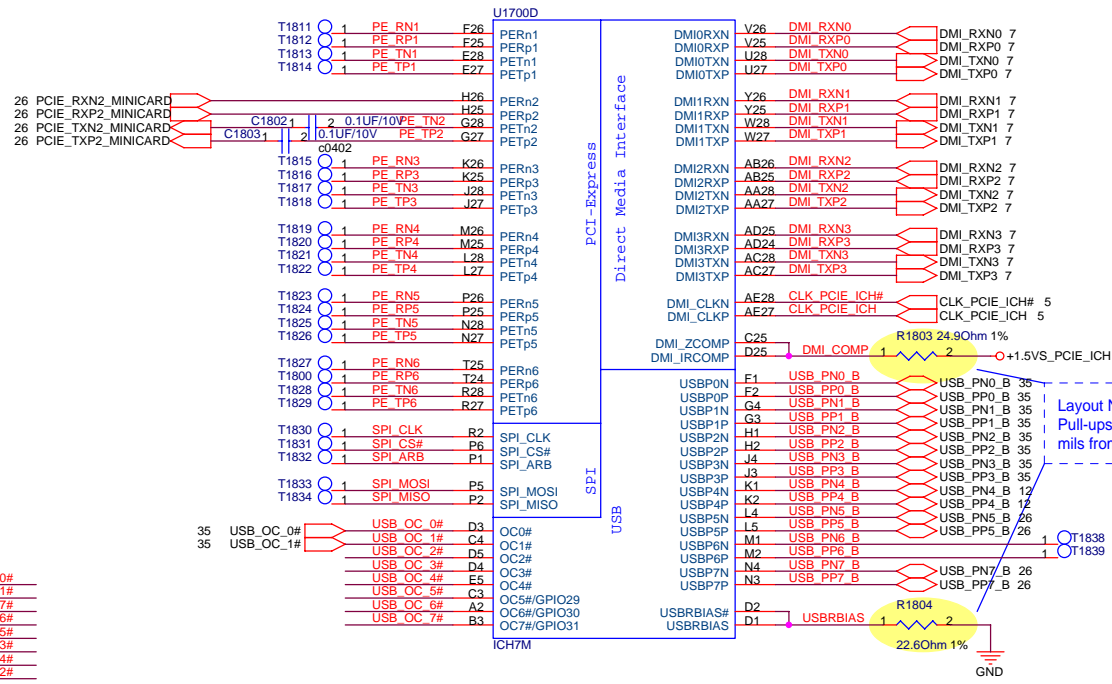 U1700D
T1811 1 PE_RN1 F26 PERn1 DMI0RXN V26 DMI_RXN0 DMI_RXN0 7
T1812 1 PE_RP1 F25 PERp1 DMI0RXP V25 DMI_RXP0 DMI_RXP0 7
T1813 1 PE_TN1 E28 PETn1 DMI0TXN U28 DMI_TXN0 DMI_TXN0 7
T1814 1 PE_TP1 E27 PETp1 DMI0TXP U27 DMI_TXP0 DMI_TXP0 7
26 PCIE_RXN2_MINICARD H26 PERn2 DMI1RXN Y26 DMI_RXN1 DMI_RXN1 7
26 PCIE_RXP2_MINICARD H25 PERp2 DMI1RXP Y25 DMI_RXP1 DMI_RXP1 7
26 PCIE_TXN2_MINICARD C1802 1 2 0.1UF/10V PE_TN2 G28 PETn2 DMI1TXN W28 DMI_TXN1 DMI_TXN1 7
26 PCIE_TXP2_MINICARD C1803 1 2 0.1UF/10V PE_TP2 G27 PETp2 DMI1TXP W27 DMI_TXP1 DMI_TXP1 7
c0402
T1815 1 PE_RN3 K26 PERn3 DMI2RXN AB26 DMI_RXN2 DMI_RXN2 7
T1816 1 PE_RP3 K25 PERp3 DMI2RXP AB25 DMI_RXP2 DMI_RXP2 7
T1817 1 PE_TN3 J28 PETn3 DMI2TXN AA28 DMI_TXN2 DMI_TXN2 7
T1818 1 PE_TP3 J27 PETp3 DMI2TXP AA27 DMI_TXP2 DMI_TXP2 7
T1819 1 PE_RN4 M26 PERn4 DMI3RXN AD25 DMI_RXN3 DMI_RXN3 7
T1820 1 PE_RP4 M25 PERp4 DMI3RXP AD24 DMI_RXP3 DMI_RXP3 7
T1821 1 PE_TN4 L28 PETn4 DMI3TXN AC28 DMI_TXN3 DMI_TXN3 7
T1822 1 PE_TP4 L27 PETp4 DMI3TXP AC27 DMI_TXP3 DMI_TXP3 7
PCI-Express
Direct Media Interface
T1823 1 PE_RN5 P26 PERn5 DMI_CLKN AE28 CLK_PCIE_ICH# CLK_PCIE_ICH# 5
T1824 1 PE_RP5 P25 PERp5 DMI_CLKP AE27 CLK_PCIE_ICH CLK_PCIE_ICH 5
T1825 1 PE_TN5 N28 PETn5
T1826 1 PE_TP5 N27 PETp5 DMI_ZCOMP C25 R1803 24.9Ohm 1%
DMI_IRCOMP D25 DMI_COMP 1 2 +1.5VS_PCIE_ICH
T1827 1 PE_RN6 T25 PERn6
T1800 1 PE_RP6 T24 PERp6 USBP0N F1 USB_PN0_B USB_PN0_B 35
T1828 1 PE_TN6 R28 PETn6 USBP0P F2 USB_PP0_B USB_PP0_B 35
T1829 1 PE_TP6 R27 PETp6 USBP1N G4 USB_PN1_B USB_PN1_B 35
USBP1P G3 USB_PP1_B USB_PP1_B 35
Layout
Pull-ups
mils
T1830 1 SPI_CLK R2 SPI_CLK USBP2N H1 USB_PN2_B USB_PN2_B 35
T1831 1 SPI_CS# P6 SPI_CS# USBP2P H2 USB_PP2_B USB_PP2_B 35
T1832 1 SPI_ARB P1 SPI_ARB USBP3N J4 USB_PN3_B USB_PN3_B 35
USBP3P J3 USB_PP3_B USB_PP3_B 35
T1833 1 SPI_MOSI P5 SPI_MOSI USBP4N K1 USB_PN4_B USB_PN4_B 12
T1834 1 SPI_MISO P2 SPI_MISO USBP4P K2 USB_PP4_B USB_PP4_B 12
SPI
USB
USBP5N L4 USB_PN5_B USB_PN5_B 26
35 USB_OC_0# USB_OC_0# D3 OC0# USBP5P L5 USB_PP5_B USB_PP5_B 26
35 USB_OC_1# USB_OC_1# C4 OC1# USBP6N M1 USB_PN6_B 1 T1838
USB_OC_2# D5 OC2# USBP6P M2 USB_PP6_B 1 T1839
USB_OC_3# D4 OC3# USBP7N N4 USB_PN7_B USB_PN7_B 26
USB_OC_4# E5 OC4# USBP7P N3 USB_PP7_B USB_PP7_B 26
USB_OC_5# C3 OC5#/GPIO29
USB_OC_6# A2 OC6#/GPIO30 USBRBIAS# D2 R1804
USB_OC_7# B3 OC7#/GPIO31 USBRBIAS D1 USBRBIAS 1 2
22.6Ohm 1%
ICH7M
GND
0#
1#
7#
6#
5#
3#
4#
2#